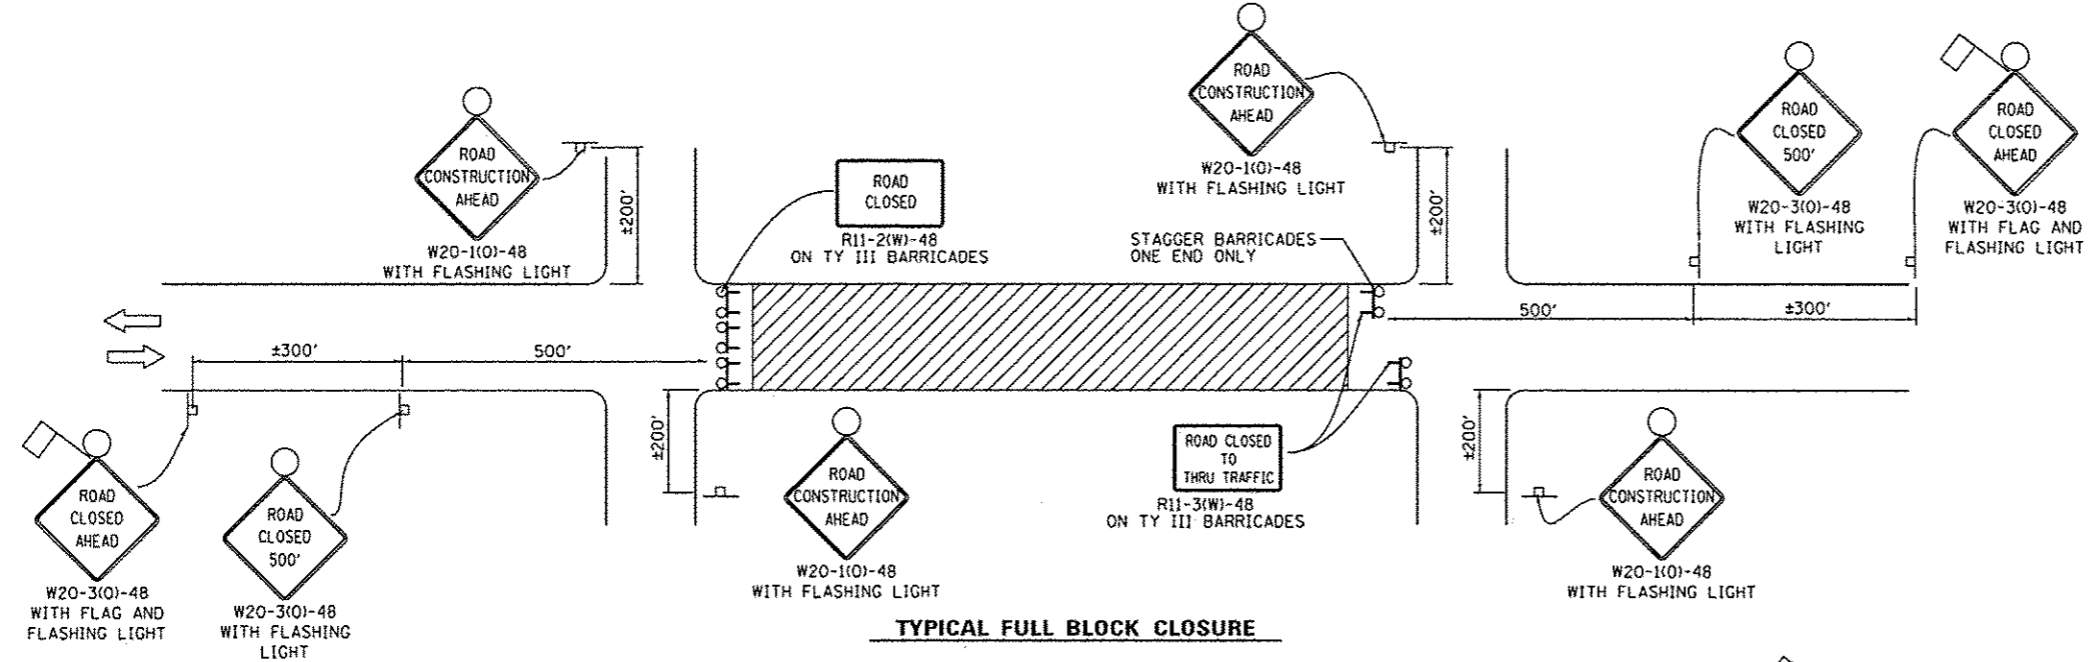 ROAD
CONSTRUCTION
AHEAD
W20-1(O)-48
WITH FLASHING LIGHT
±200'
ROAD
CLOSED
R11-2(W)-48
ON TY III BARRICADES
ROAD
CONSTRUCTION
AHEAD
W20-1(O)-48
WITH FLASHING LIGHT
STAGGER BARRICADES
ONE END ONLY
±200'
ROAD
CLOSED
500'
W20-3(O)-48
WITH FLASHING
LIGHT
ROAD
CLOSED
AHEAD
W20-3(O)-48
WITH FLAG AND
FLASHING LIGHT
500'
±300'
±300'
500'
ROAD
CLOSED
AHEAD
W20-3(O)-48
WITH FLAG AND
FLASHING LIGHT
ROAD
CLOSED
500'
W20-3(O)-48
WITH FLASHING
LIGHT
±200'
ROAD
CONSTRUCTION
AHEAD
W20-1(O)-48
WITH FLASHING LIGHT
ROAD CLOSED
TO
THRU TRAFFIC
R11-3(W)-48
ON TY III BARRICADES
±200'
ROAD
CONSTRUCTION
AHEAD
W20-1(O)-48
WITH FLASHING LIGHT
TYPICAL FULL BLOCK CLOSURE